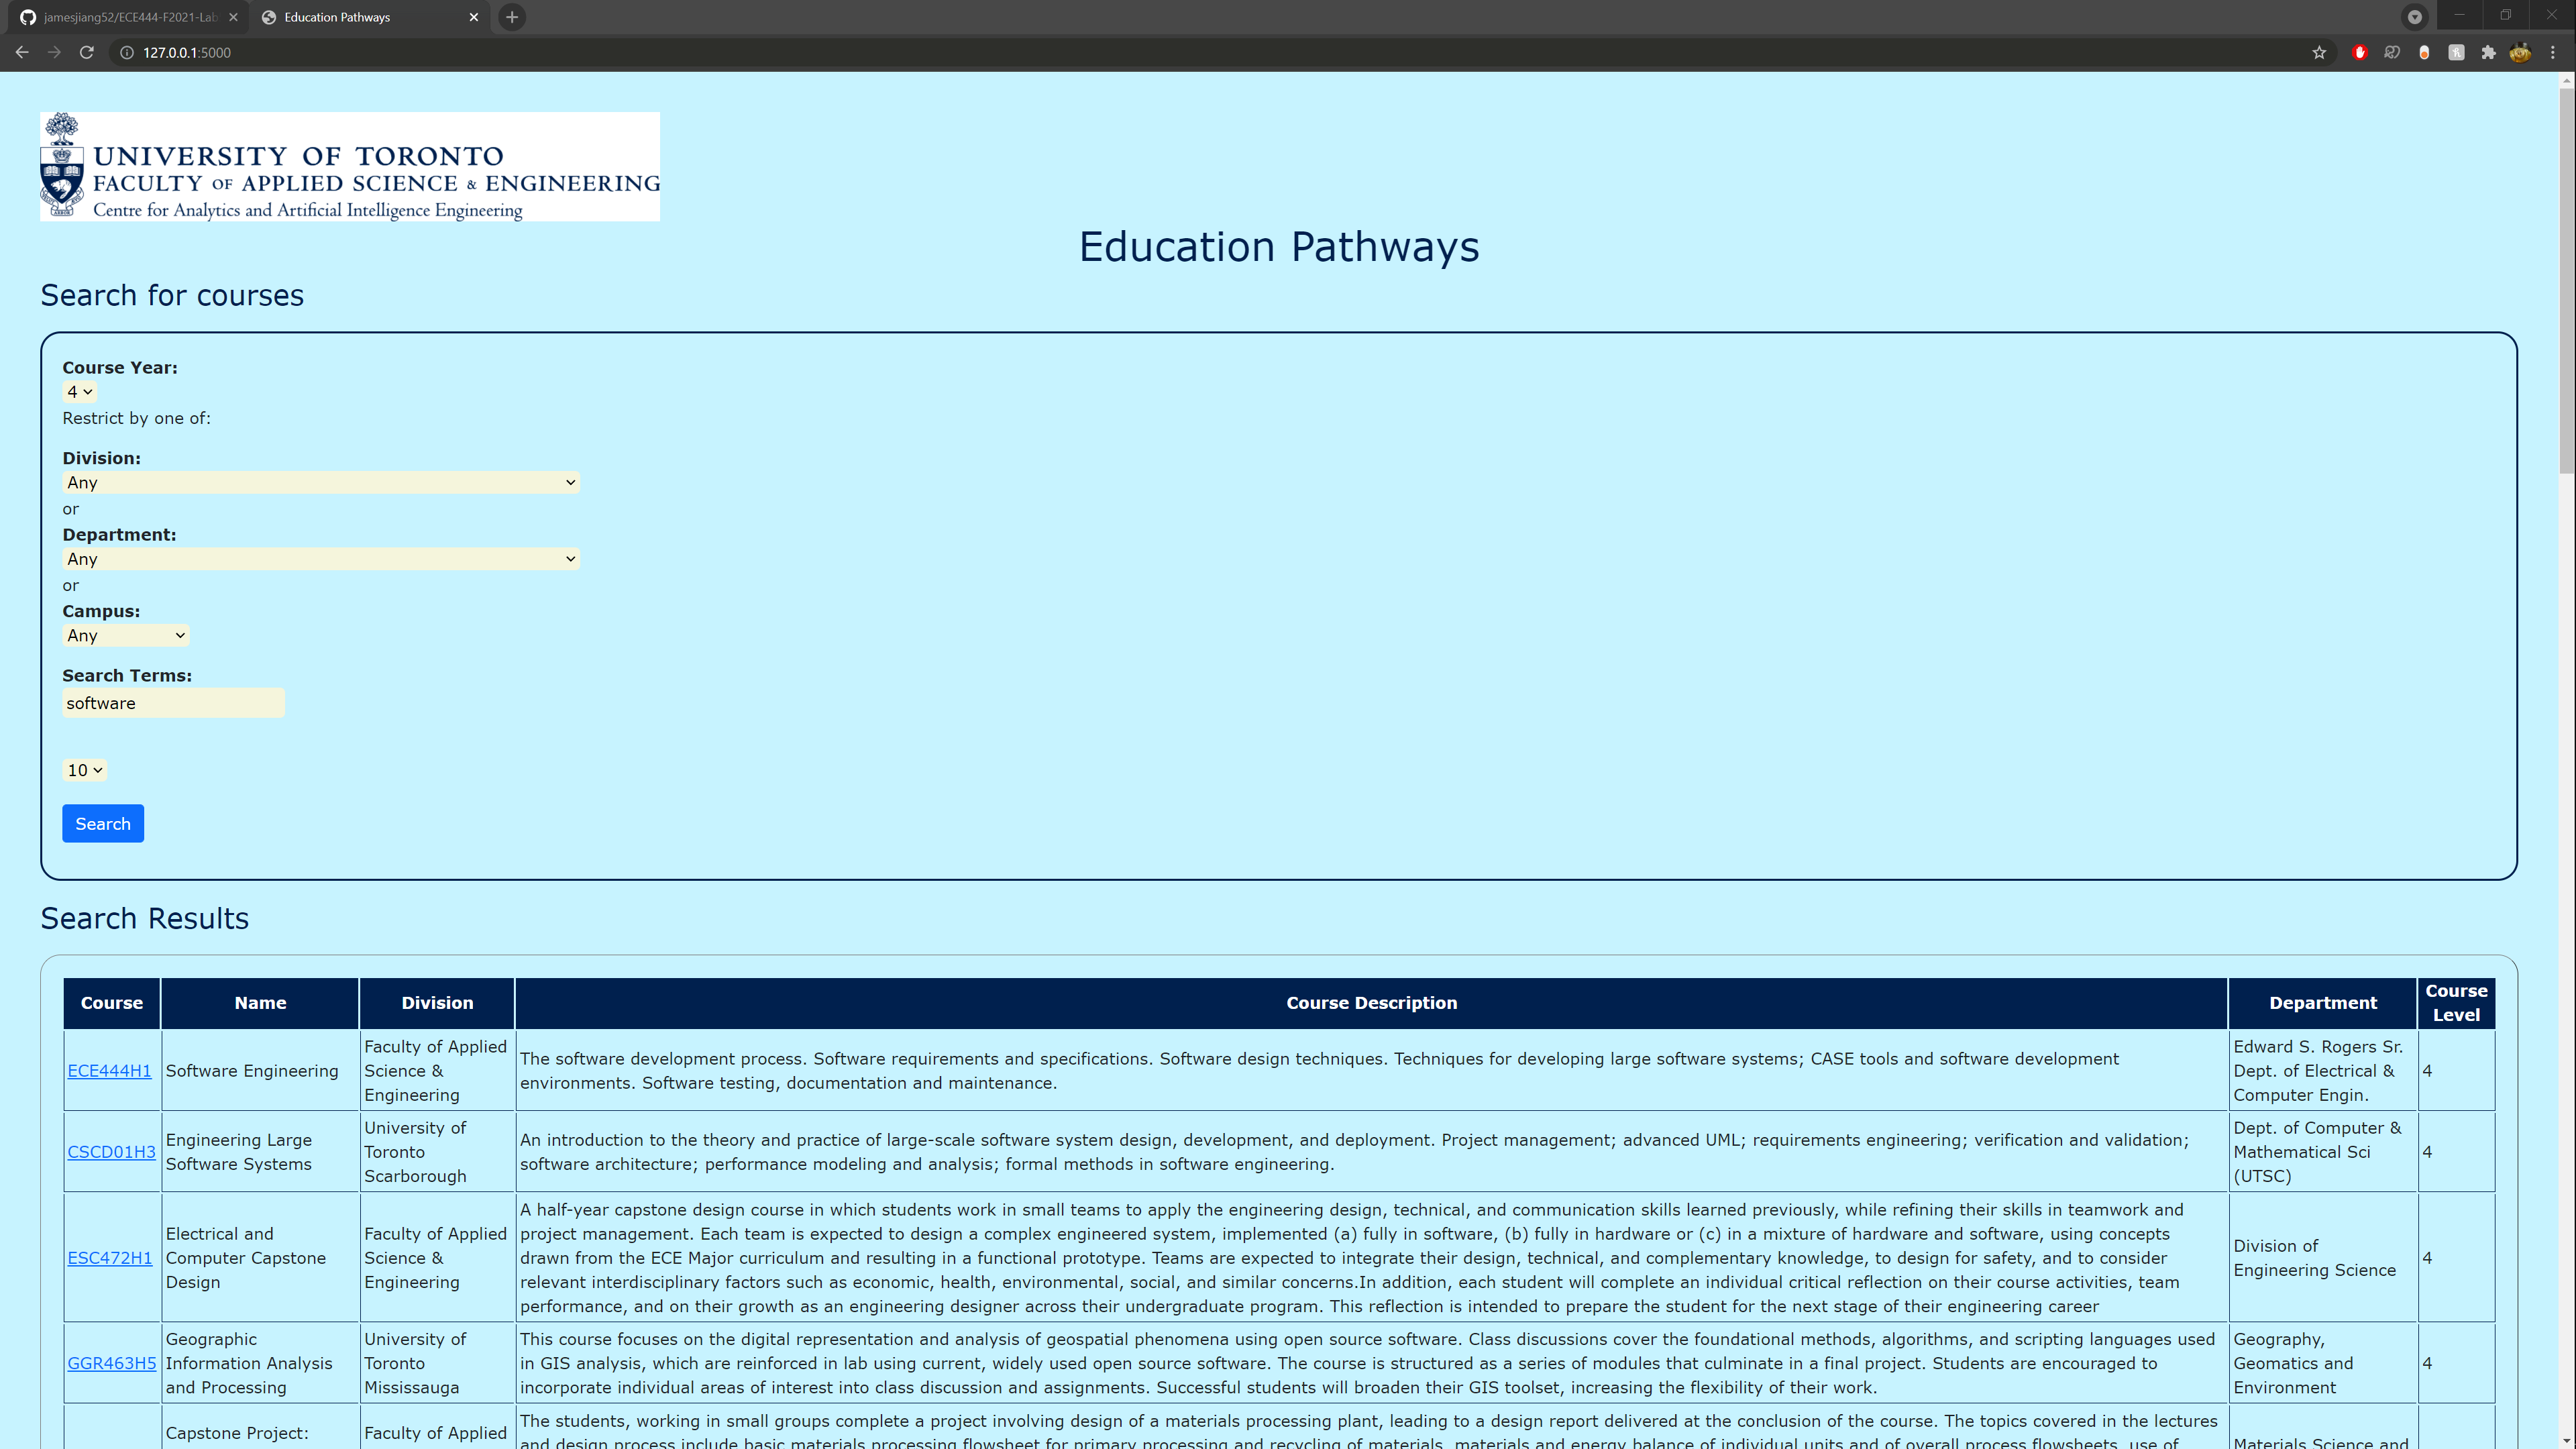 jamesjiang52/ECE444-F2021-Lab
Education Pathways
127.0.0.1:5000
UNIVERSITY OF TORONTO
FACULTY OF APPLIED SCIENCE & ENGINEERING
Centre for Analytics and Artificial Intelligence Engineering
Education Pathways
Search for courses
Course Year:
4
Restrict by one of:
Division:
Any
or
Department:
Any
or
Campus:
Any
Search Terms:
software
10
Search
Search Results
Course Name Division Course Description Department Course Level
ECE444H1
Software Engineering
Faculty of Applied
Science &
Engineering
The software development process. Software requirements and specifications. Software design techniques. Techniques for developing large software systems; CASE tools and software development
environments. Software testing, documentation and maintenance.
Edward S. Rogers Sr.
Dept. of Electrical &
Computer Engin.
4
CSCD01H3
Engineering Large
Software Systems
University of
Toronto
Scarborough
An introduction to the theory and practice of large-scale software system design, development, and deployment. Project management; advanced UML; requirements engineering; verification and validation;
software architecture; performance modeling and analysis; formal methods in software engineering.
Dept. of Computer &
Mathematical Sci
(UTSC)
4
ESC472H1
Electrical and
Computer Capstone
Design
Faculty of Applied
Science &
Engineering
A half-year capstone design course in which students work in small teams to apply the engineering design, technical, and communication skills learned previously, while refining their skills in teamwork and
project management. Each team is expected to design a complex engineered system, implemented (a) fully in software, (b) fully in hardware or (c) in a mixture of hardware and software, using concepts
drawn from the ECE Major curriculum and resulting in a functional prototype. Teams are expected to integrate their design, technical, and complementary knowledge, to design for safety, and to consider
relevant interdisciplinary factors such as economic, health, environmental, social, and similar concerns.In addition, each student will complete an individual critical reflection on their course activities, team
performance, and on their growth as an engineering designer across their undergraduate program. This reflection is intended to prepare the student for the next stage of their engineering career
Division of
Engineering Science
4
GGR463H5
Geographic
Information Analysis
and Processing
University of
Toronto
Mississauga
This course focuses on the digital representation and analysis of geospatial phenomena using open source software. Class discussions cover the foundational methods, algorithms, and scripting languages used
in GIS analysis, which are reinforced in lab using current, widely used open source software. The course is structured as a series of modules that culminate in a final project. Students are encouraged to
incorporate individual areas of interest into class discussion and assignments. Successful students will broaden their GIS toolset, increasing the flexibility of their work.
Geography,
Geomatics and
Environment
4
Capstone Project:
Faculty of Applied
The students, working in small groups complete a project involving design of a materials processing plant, leading to a design report delivered at the conclusion of the course. The topics covered in the lectures
and design process include basic materials processing flowsheet for primary processing and recycling of materials, materials and energy balance of individual units and of overall process flowsheets, use of
Materials Science and